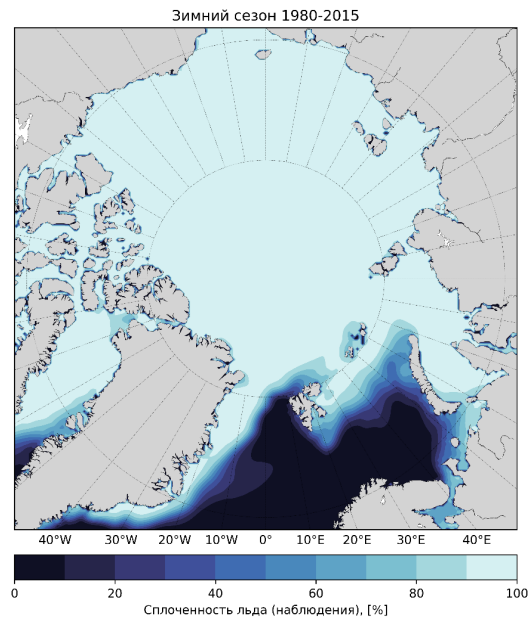 Зимний сезон 1980-2015
40°W 30°W 20°W 10°W 0° 10°E 20°E 30°E 40°E
0 20 40 60 80 100
Сплоченность льда (наблюдения), [%]